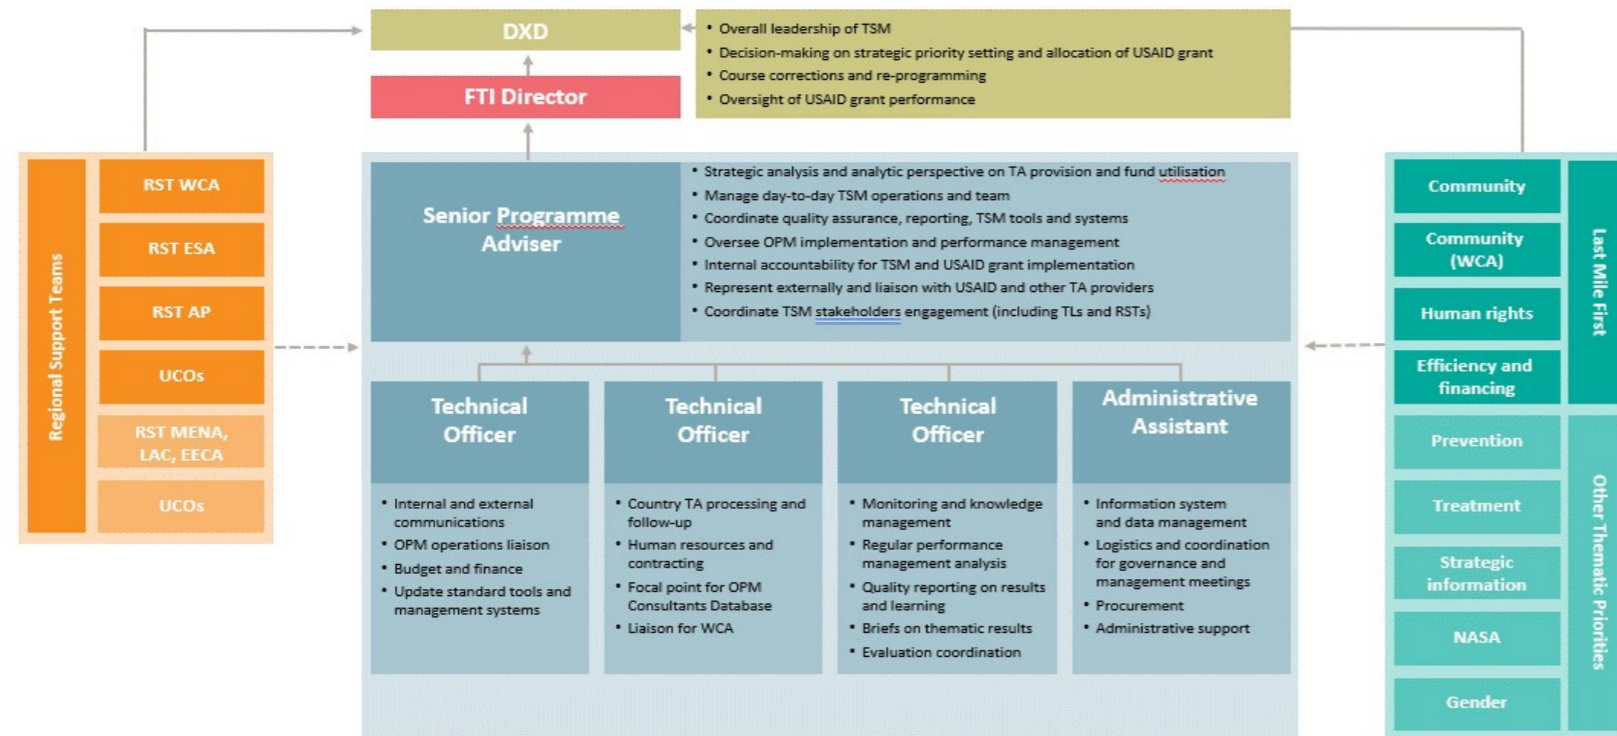 DXD
FTI Director
• Overall leadership of TSM
• Decision-making on strategic priority setting and allocation of USAID grant
• Course corrections and re-programming
• Oversight of USAID grant performance
Regional Support Teams
RST WCA
RST ESA
RST AP
UCOs
RST MENA,
LAC, EECA
UCOs
Senior Programme
Adviser
• Strategic analysis and analytic perspective on TA provision and fund utilisation
• Manage day-to-day TSM operations and team
• Coordinate quality assurance, reporting, TSM tools and systems
• Oversee OPM implementation and performance management
• Internal accountability for TSM and USAID grant implementation
• Represent externally and liaison with USAID and other TA providers
• Coordinate TSM stakeholders engagement (including TLs and RSTs)
Technical
Officer
• Internal and external
communications
• OPM operations liaison
• Budget and finance
• Update standard tools and
management systems
Technical
Officer
• Country TA processing and
follow-up
• Human resources and
contracting
• Focal point for OPM
Consultants Database
• Liaison for WCA
Technical
Officer
• Monitoring and knowledge
management
• Regular performance
management analysis
• Quality reporting on results
and learning
• Briefs on thematic results
• Evaluation coordination
Administrative
Assistant
• Information system
and data management
• Logistics and coordination
for governance and
management meetings
• Procurement
• Administrative support
Community
Community
(WCA)
Human rights
Efficiency and
financing
Last Mile First
Prevention
Treatment
Strategic
information
NASA
Gender
Other Thematic Priorities